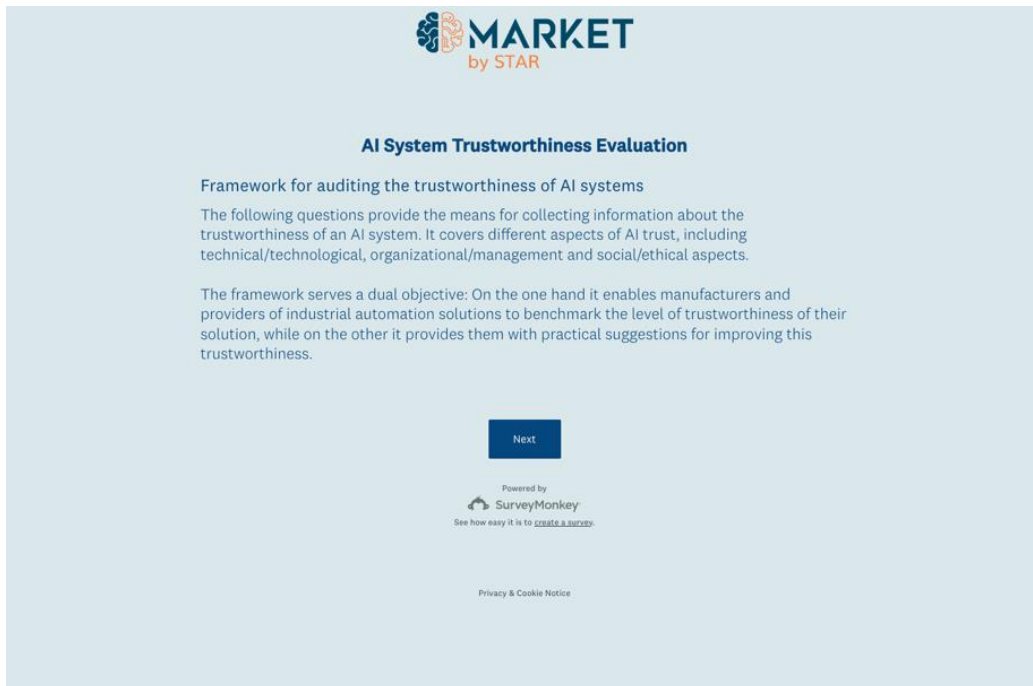 MARKET
by STAR
AI System Trustworthiness Evaluation
Framework for auditing the trustworthiness of AI systems
The following questions provide the means for collecting information about the
trustworthiness of an AI system. It covers different aspects of AI trust, including
technical/technological, organizational/management and social/ethical aspects.
The framework serves a dual objective: On the one hand it enables manufacturers and
providers of industrial automation solutions to benchmark the level of trustworthiness of their
solution, while on the other it provides them with practical suggestions for improving this
trustworthiness.
Next
Powered by
SurveyMonkey
See how easy it is to create a survey.
Privacy & Cookie Notice